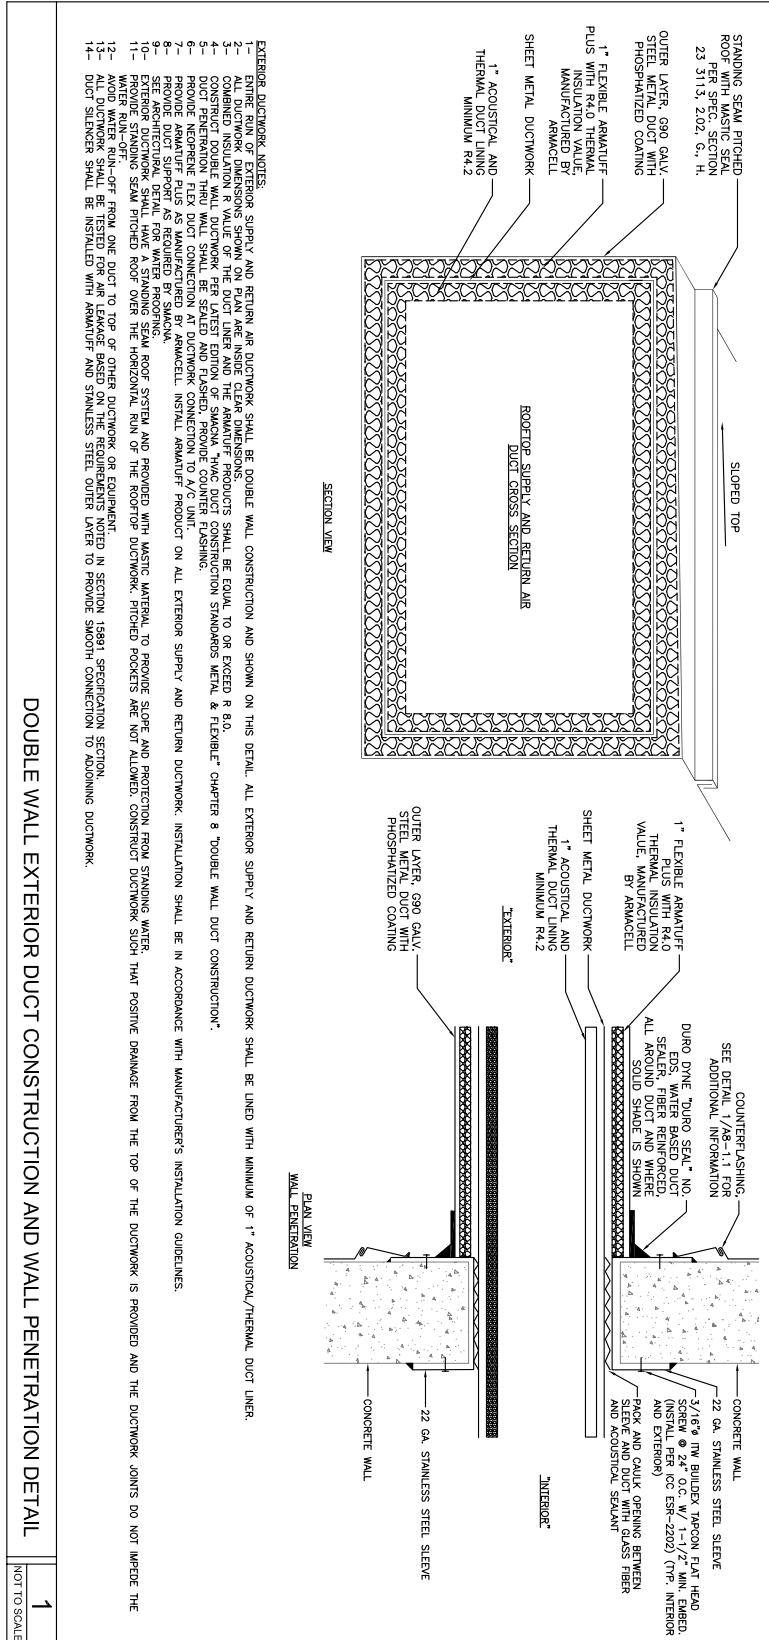 STANDING SEAM PITCHED
ROOF WITH MASTIC SEAL
PER SPEC. SECTION
23 3113, 2.02, G., H.
OUTER LAYER, G90 GALV.
STEEL METAL DUCT WITH
PHOSPHATIZED COATING
1" FLEXIBLE ARMATUFF
PLUS WITH R4.0 THERMAL
INSULATION VALUE,
MANUFACTURED BY
ARMACELL
SHEET METAL DUCTWORK
1" ACOUSTICAL AND
THERMAL DUCT LINING
MINIMUM R4.2
SLOPED TOP
ROOFTOP SUPPLY AND RETURN AIR
DUCT CROSS SECTION
SECTION VIEW
1" FLEXIBLE ARMATUFF
PLUS WITH R4.0
THERMAL INSULATION
VALUE, MANUFACTURED
BY ARMACELL
SHEET METAL DUCTWORK
1" ACOUSTICAL AND
THERMAL DUCT LINING
MINIMUM R4.2
"EXTERIOR"
OUTER LAYER, G90 GALV.
STEEL METAL DUCT WITH
PHOSPHATIZED COATING
COUNTERFLASHING,
SEE DETAIL 1/A8-1.1 FOR
ADDITIONAL INFORMATION
DURO DYNE "DURO SEAL" NO.
EDS, WATER BASED DUCT
SEALER, FIBER REINFORCED,
ALL AROUND DUCT AND WHERE
SOLID SHADE IS SHOWN
CONCRETE WALL
22 GA. STAINLESS STEEL SLEEVE
3/16"ø ITW BUILDEX TAPCON FLAT HEAD
SCREW @ 24" O.C. W/ 1-1/2" MIN. EMBED.
(INSTALL PER ICC ESR-2202) (TYP. INTERIOR
AND EXTERIOR)
PACK AND CAULK OPENING BETWEEN
SLEEVE AND DUCT WITH GLASS FIBER
AND ACOUSTICAL SEALANT
"INTERIOR"
22 GA. STAINLESS STEEL SLEEVE
CONCRETE WALL
PLAN VIEW
WALL PENETRATION
EXTERIOR DUCTWORK NOTES:
1- ENTIRE RUN OF EXTERIOR SUPPLY AND RETURN AIR DUCTWORK SHALL BE DOUBLE WALL CONSTRUCTION AND SHOWN ON THIS DETAIL. ALL EXTERIOR SUPPLY AND RETURN DUCTWORK SHALL BE LINED WITH MINIMUM OF 1" ACOUSTICAL/THERMAL DUCT LINER.
2- ALL DUCTWORK DIMENSIONS SHOWN ON PLAN ARE INSIDE CLEAR DIMENSIONS.
3- COMBINED INSULATION R VALUE OF THE DUCT LINER AND THE ARMATUFF PRODUCTS SHALL BE EQUAL TO OR EXCEED R 8.0.
4- CONSTRUCT DOUBLE WALL DUCTWORK PER LATEST EDITION OF SMACNA "HVAC DUCT CONSTRUCTION STANDARDS METAL & FLEXIBLE" CHAPTER 8 "DOUBLE WALL DUCT CONSTRUCTION".
5- DUCT PENETRATION THRU WALL SHALL BE SEALED AND FLASHED, PROVIDE COUNTER FLASHING.
6- PROVIDE NEOPRENE FLEX DUCT CONNECTION AT DUCTWORK CONNECTION TO A/C UNIT.
7- PROVIDE ARMATUFF PLUS AS MANUFACTURED BY ARMACELL. INSTALL ARMATUFF PRODUCT ON ALL EXTERIOR SUPPLY AND RETURN DUCTWORK. INSTALLATION SHALL BE IN ACCORDANCE WITH MANUFACTURER'S INSTALLATION GUIDELINES.
8- PROVIDE DUCT SUPPORT AS REQUIRED BY SMACNA.
9- SEE ARCHITECTURAL DETAIL FOR WATER PROOFING.
10- EXTERIOR DUCTWORK SHALL HAVE A STANDING SEAM ROOF SYSTEM AND PROVIDED WITH MASTIC MATERIAL TO PROVIDE SLOPE AND PROTECTION FROM STANDING WATER.
11- PROVIDE STANDING SEAM PITCHED ROOF OVER THE HORIZONTAL RUN OF THE ROOFTOP DUCTWORK. PITCHED POCKETS ARE NOT ALLOWED. CONSTRUCT DUCTWORK SUCH THAT POSITIVE DRAINAGE FROM THE TOP OF THE DUCTWORK IS PROVIDED AND THE DUCTWORK JOINTS DO NOT IMPEDE THE
WATER RUN-OFF.
12- AVOID WATER RUN-OFF FROM ONE DUCT TO TOP OF OTHER DUCTWORK OR EQUIPMENT.
13- ALL DUCTWORK SHALL BE TESTED FOR AIR LEAKAGE BASED ON THE REQUIREMENTS NOTED IN SECTION 15891 SPECIFICATION SECTION.
14- DUCT SILENCER SHALL BE INSTALLED WITH ARMATUFF AND STAINLESS STEEL OUTER LAYER TO PROVIDE SMOOTH CONNECTION TO ADJOINING DUCTWORK.
DOUBLE WALL EXTERIOR DUCT CONSTRUCTION AND WALL PENETRATION DETAIL
1
NOT TO SCALE